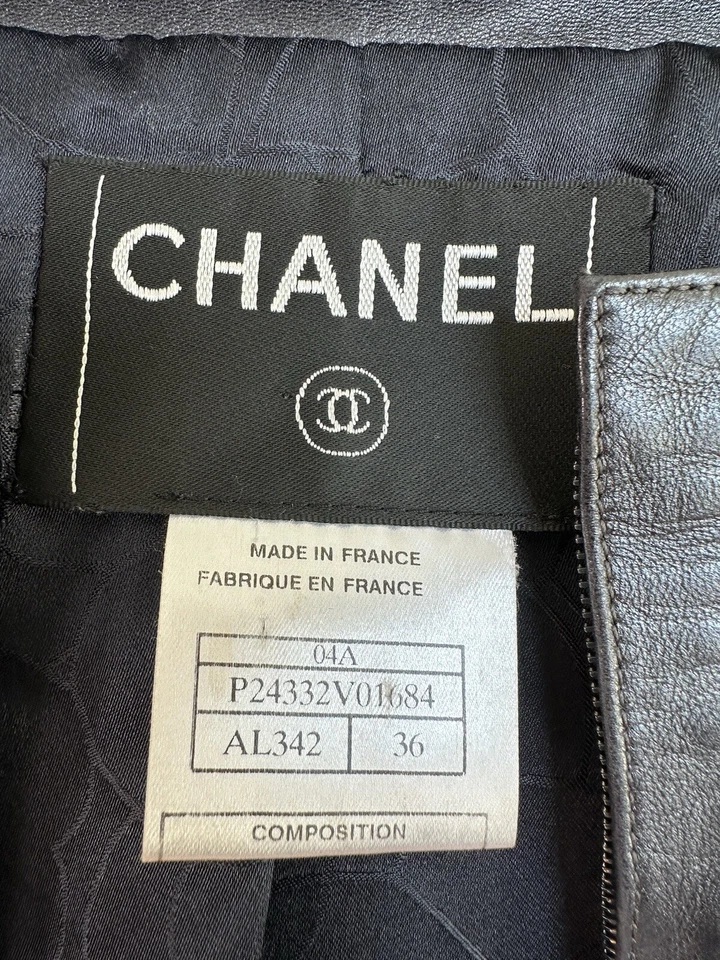 CHANEL
MADE IN FRANCE
FABRIQUE EN FRANCE
04A
P24332V01684
AL342 36
COMPOSITION